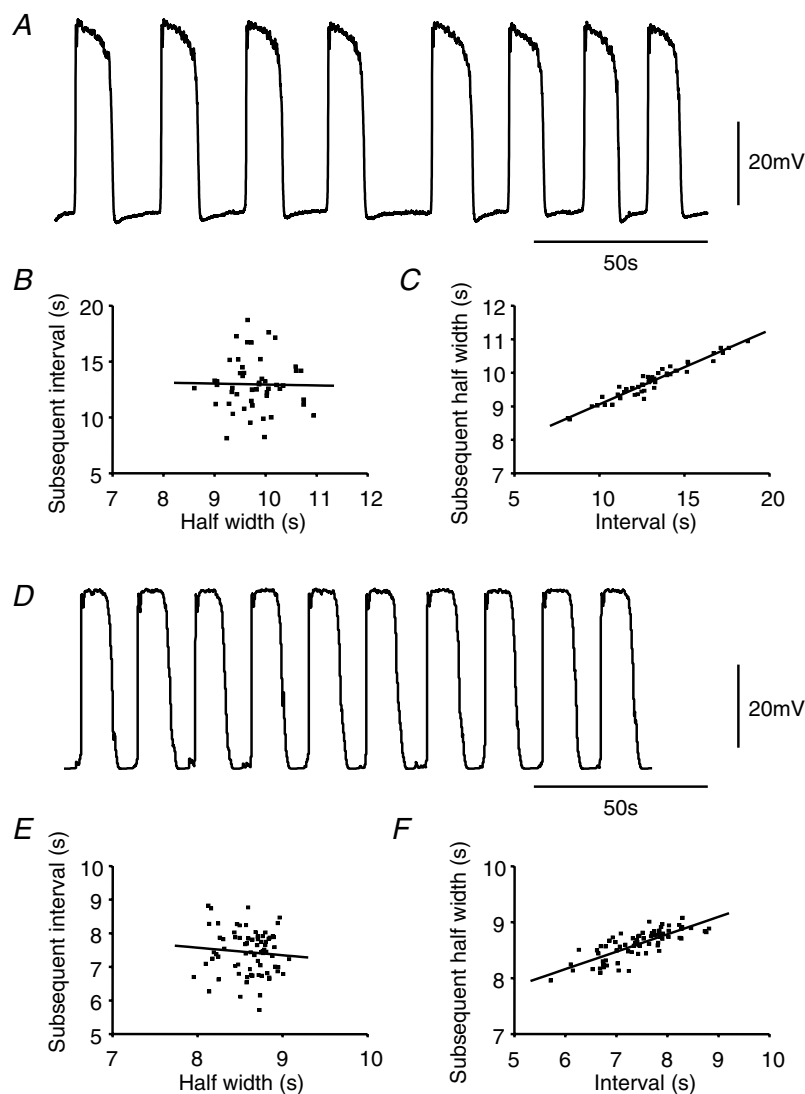 A
20mV
50s
B
C
Subsequent interval (s)
20
15
10
5
7 8 9 10 11 12
Half width (s)
Subsequent half width (s)
12
11
10
9
8
7
5 10 15 20
Interval (s)
D
20mV
50s
E
F
Subsequent interval (s)
10
9
8
7
6
5
7 8 9 10
Half width (s)
Subsequent half width (s)
10
9
8
7
5 6 7 8 9 10
Interval (s)